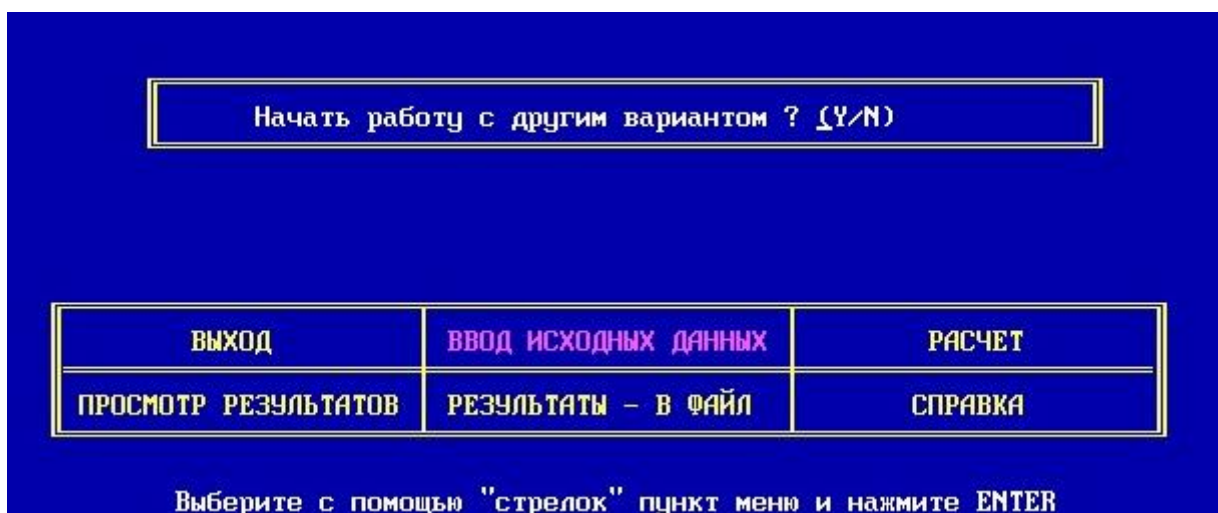 Начать работу с другим вариантом ? (Y/N)
ВЫХОД ВВОД ИСХОДНЫХ ДАННЫХ РАСЧЕТ
ПРОСМОТР РЕЗУЛЬТАТОВ РЕЗУЛЬТАТЫ - В ФАЙЛ СПРАВКА
Выберите с помощью "стрелок" пункт меню и нажмите ENTER